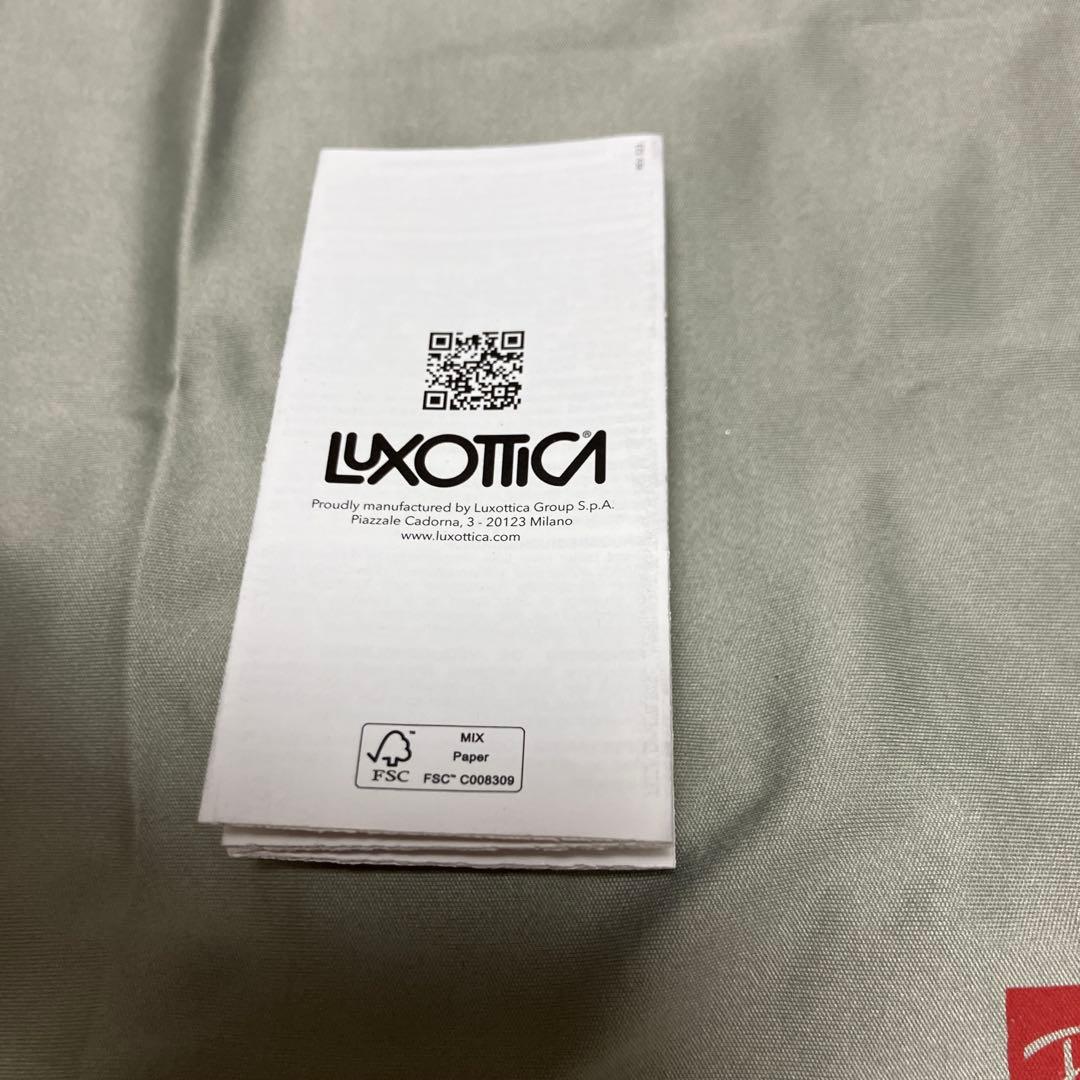 LUXOTTICA®
Proudly manufactured by Luxottica Group S.p.A.
Piazzale Cadorna, 3 - 20123 Milano
www.luxottica.com
MIX
Paper
FSC™ C008309
FSC